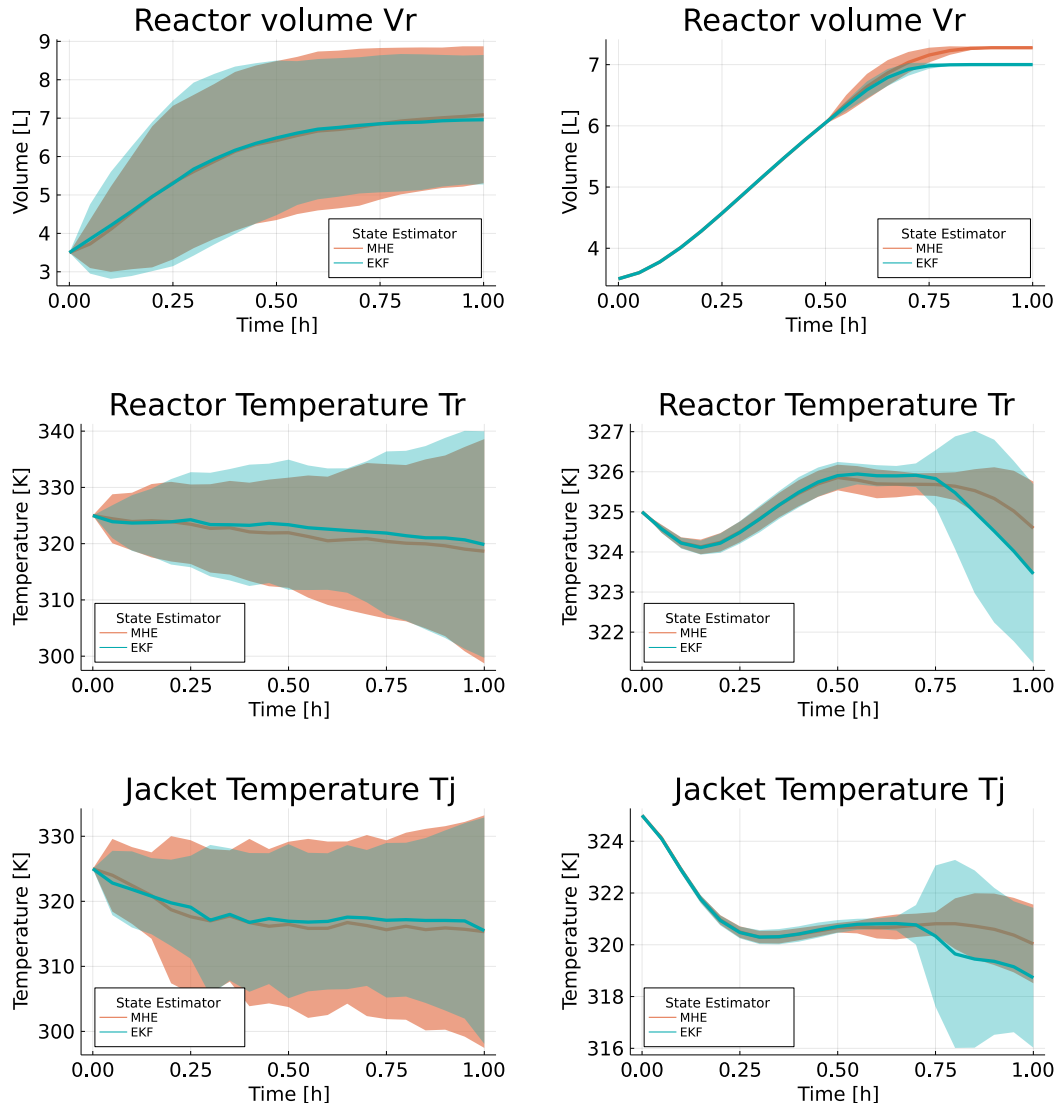 Reactor volume Vr
Volume [L]
9
8
7
6
5
4
3
State Estimator
MHE
EKF
0.00 0.25 0.50 0.75 1.00
Time [h]
Reactor volume Vr
Volume [L]
7
6
5
4
State Estimator
MHE
EKF
0.00 0.25 0.50 0.75 1.00
Time [h]
Reactor Temperature Tr
Temperature [K]
340
330
320
310
300
State Estimator
MHE
EKF
0.00 0.25 0.50 0.75 1.00
Time [h]
Reactor Temperature Tr
Temperature [K]
327
326
325
324
323
322
State Estimator
MHE
EKF
0.00 0.25 0.50 0.75 1.00
Time [h]
Jacket Temperature Tj
Temperature [K]
330
320
310
300
State Estimator
MHE
EKF
0.00 0.25 0.50 0.75 1.00
Time [h]
Jacket Temperature Tj
Temperature [K]
324
322
320
318
316
State Estimator
MHE
EKF
0.00 0.25 0.50 0.75 1.00
Time [h]